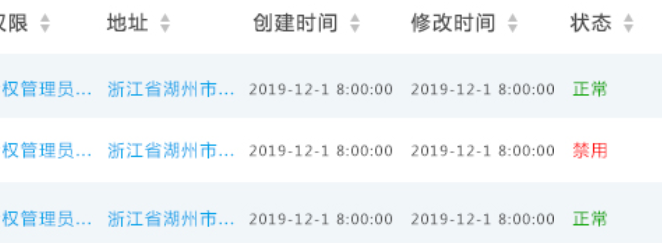 权限 地址 创建时间 修改时间 状态
权管理员... 浙江省湖州市... 2019-12-1 8:00:00 2019-12-1 8:00:00 正常
权管理员... 浙江省湖州市... 2019-12-1 8:00:00 2019-12-1 8:00:00 禁用
权管理员... 浙江省湖州市... 2019-12-1 8:00:00 2019-12-1 8:00:00 正常